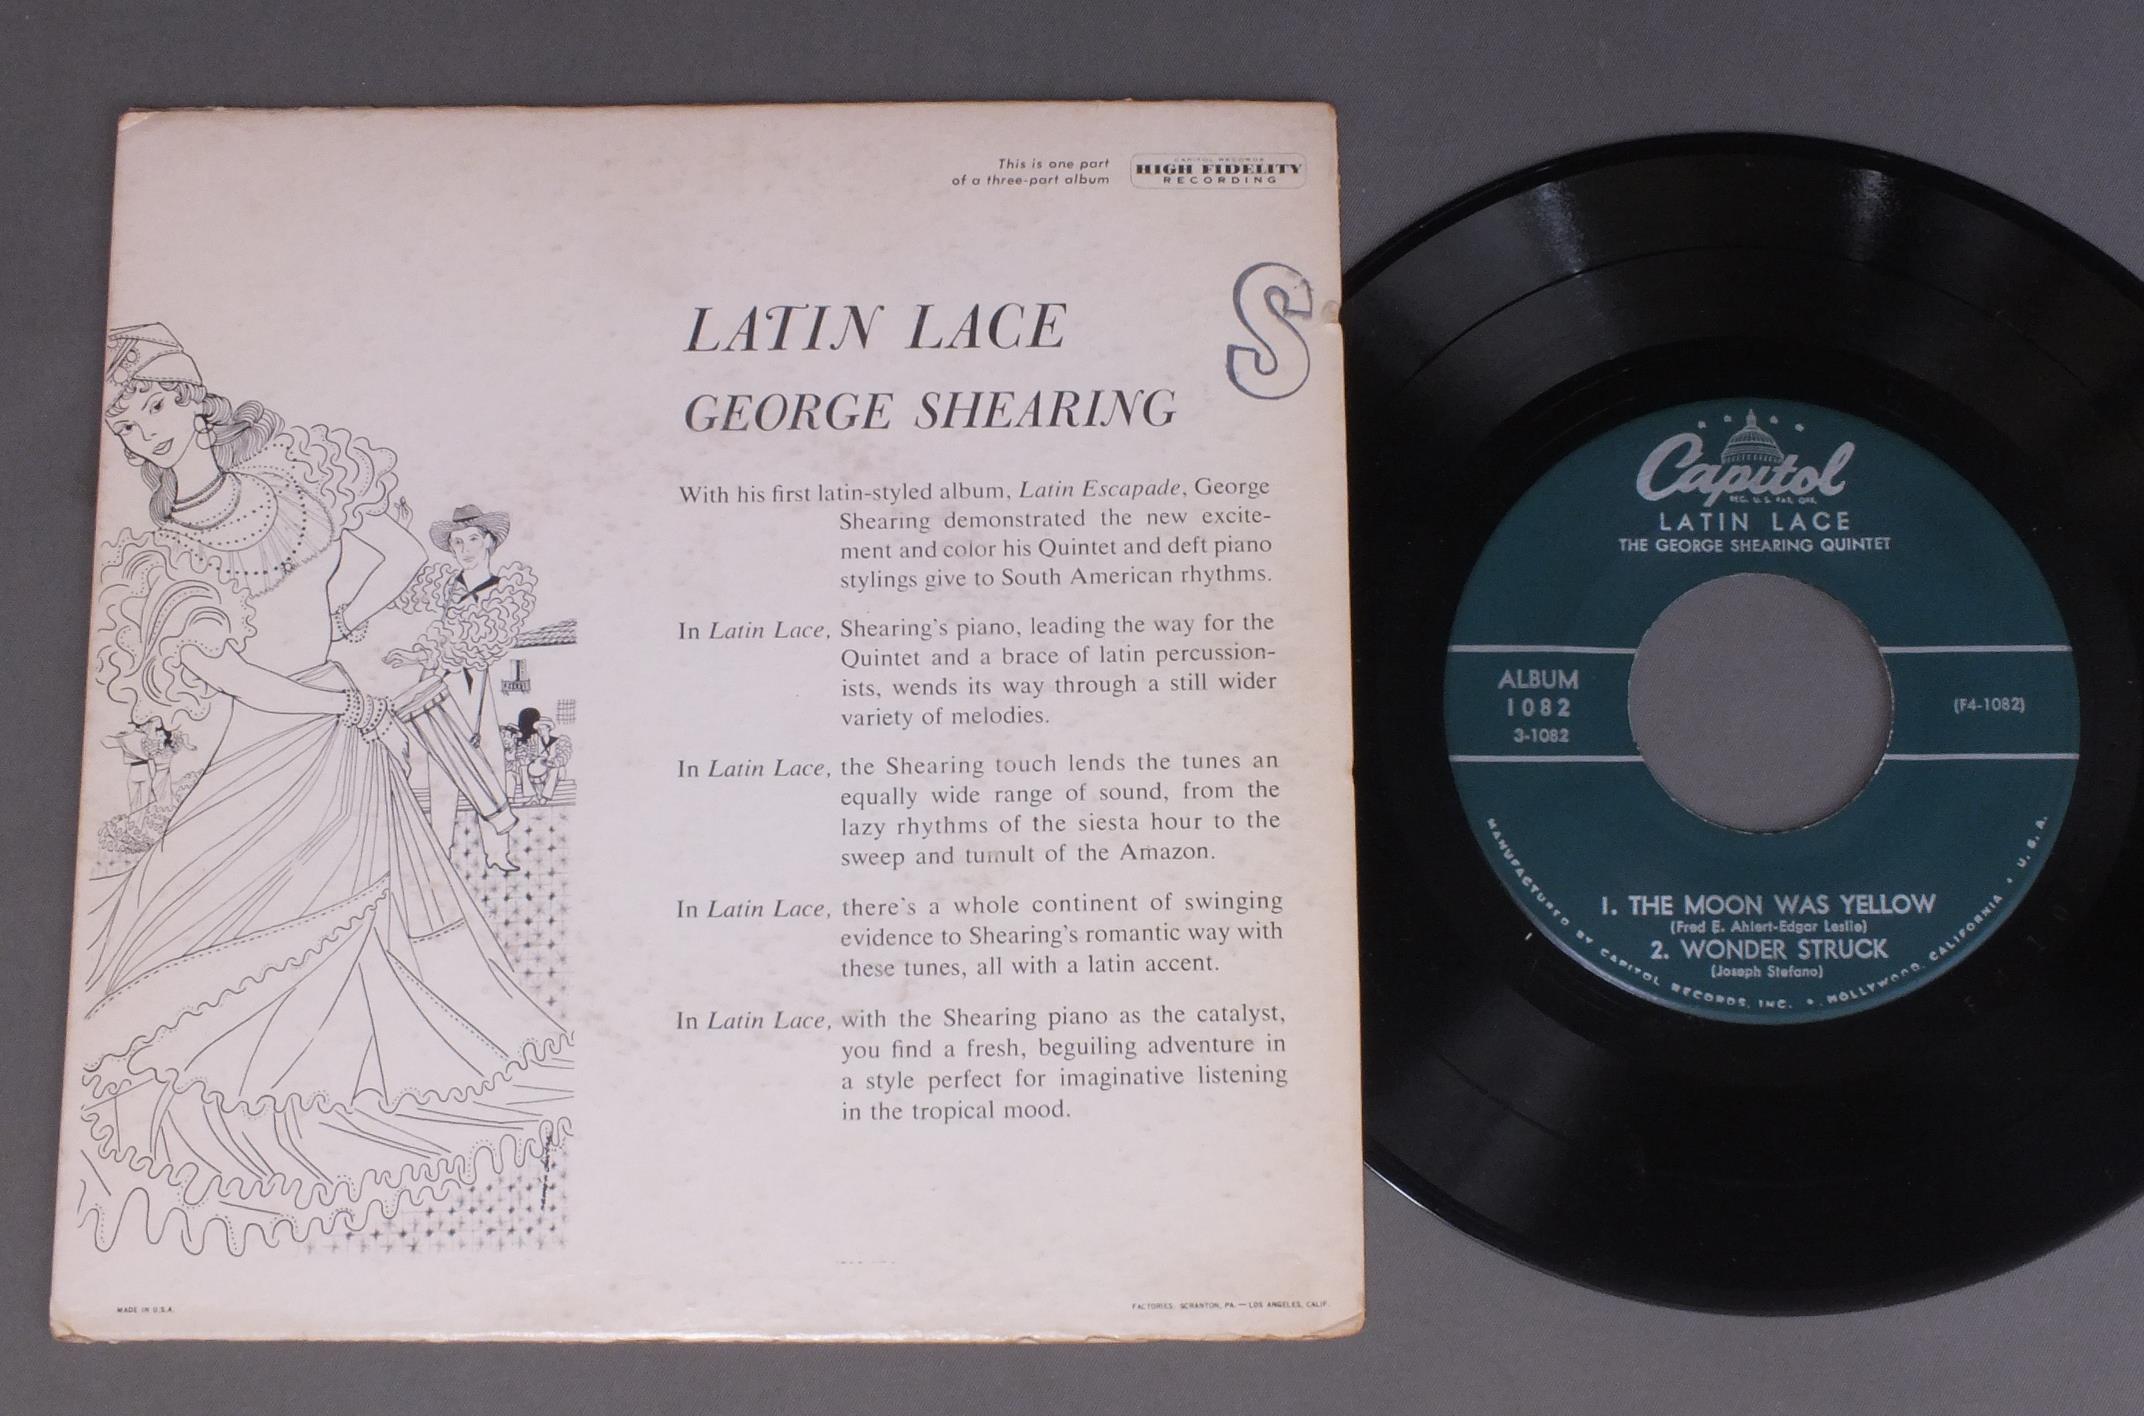 This is one part
of a three-part album
CAPITOL RECORDS
HIGH FIDELITY
RECORDING
S
LATIN LACE
GEORGE SHEARING
With his first latin-styled album, Latin Escapade, George
Shearing demonstrated the new excite-
ment and color his Quintet and deft piano
stylings give to South American rhythms.
In Latin Lace, Shearing's piano, leading the way for the
Quintet and a brace of latin percussion-
ists, wends its way through a still wider
variety of melodies.
In Latin Lace, the Shearing touch lends the tunes an
equally wide range of sound, from the
lazy rhythms of the siesta hour to the
sweep and tumult of the Amazon.
In Latin Lace, there's a whole continent of swinging
evidence to Shearing's romantic way with
these tunes, all with a latin accent.
In Latin Lace, with the Shearing piano as the catalyst,
you find a fresh, beguiling adventure in
a style perfect for imaginative listening
in the tropical mood.
MADE IN U.S.A.
FACTORIES: SCRANTON, PA. — LOS ANGELES, CALIF.
Capitol
REG. U.S. PAT. OFF.
LATIN LACE
THE GEORGE SHEARING QUINTET
ALBUM
1082
3-1082
(F4-1082)
1. THE MOON WAS YELLOW
(Fred E. Ahlert-Edgar Leslie)
2. WONDER STRUCK
(Joseph Stefano)
MANUFACTURED BY CAPITOL RECORDS, INC. • HOLLYWOOD, CALIFORNIA • U.S.A.